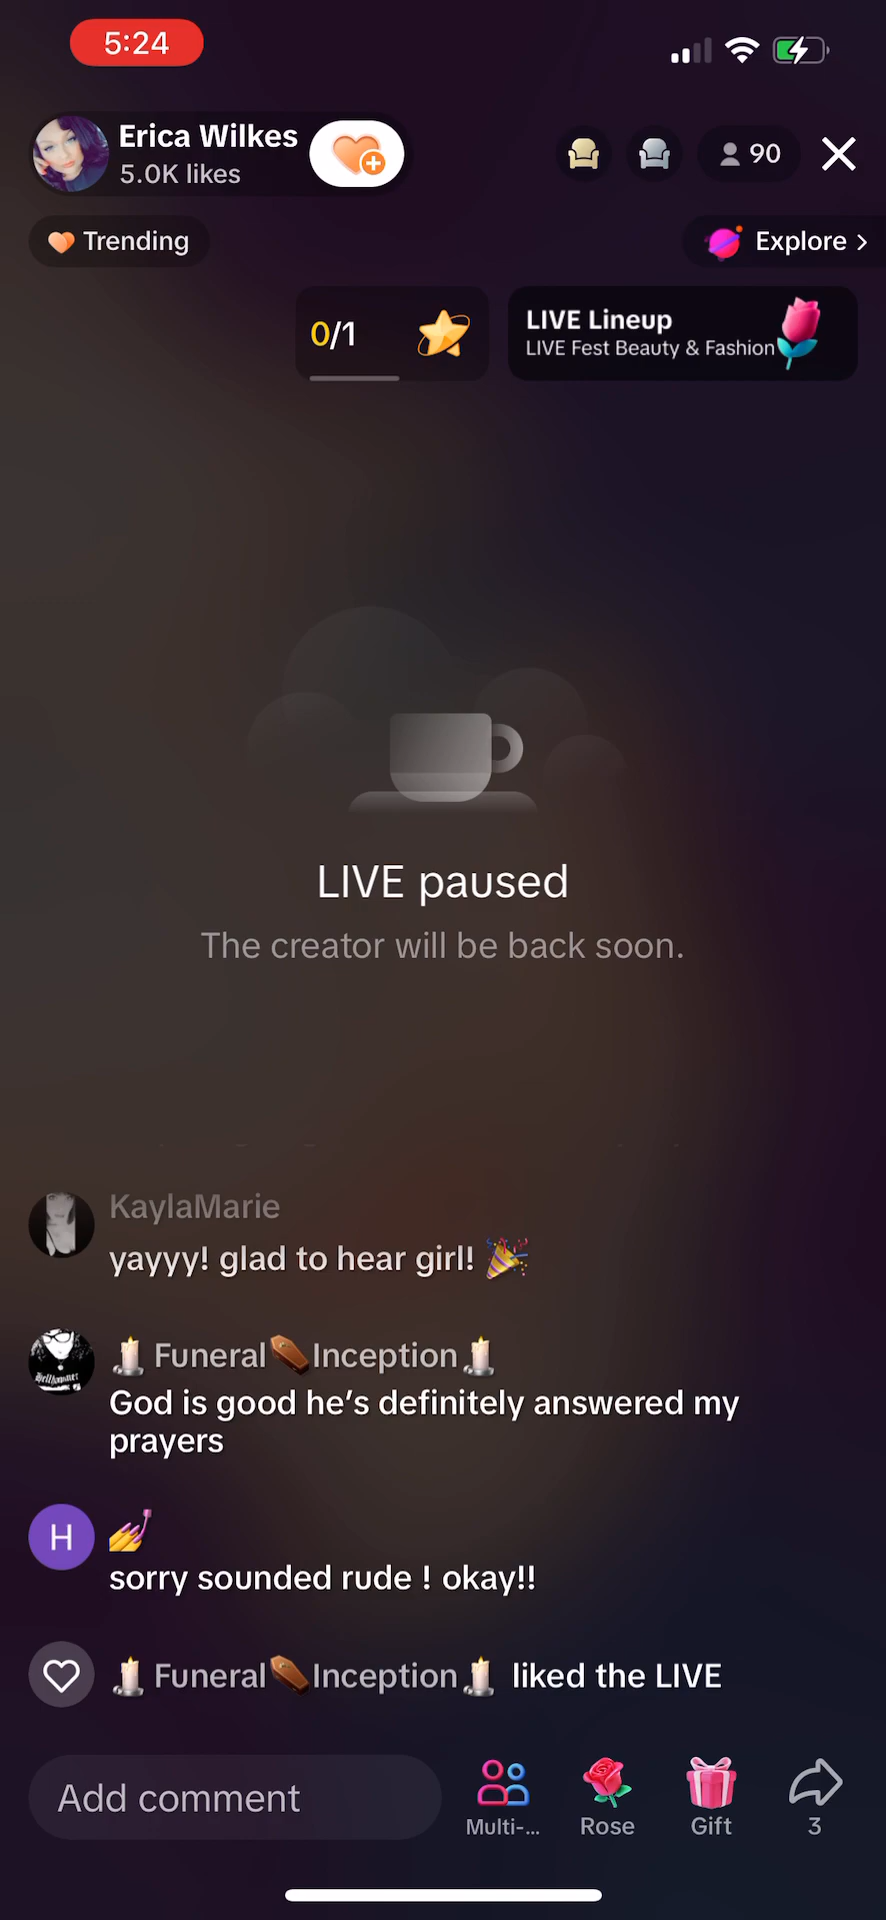 5:24
Erica Wilkes
5.0K likes
90
Trending
Explore >
0/1
LIVE Lineup
LIVE Fest Beauty & Fashion
LIVE paused
The creator will be back soon.
KaylaMarie
yayyy! glad to hear girl! 🎉
🕯️Funeral⚰️Inception🕯️
God is good he’s definitely answered my
prayers
H
💅
sorry sounded rude ! okay!!
🕯️Funeral⚰️Inception🕯️ liked the LIVE
Add comment
Multi-...
Rose
Gift
3